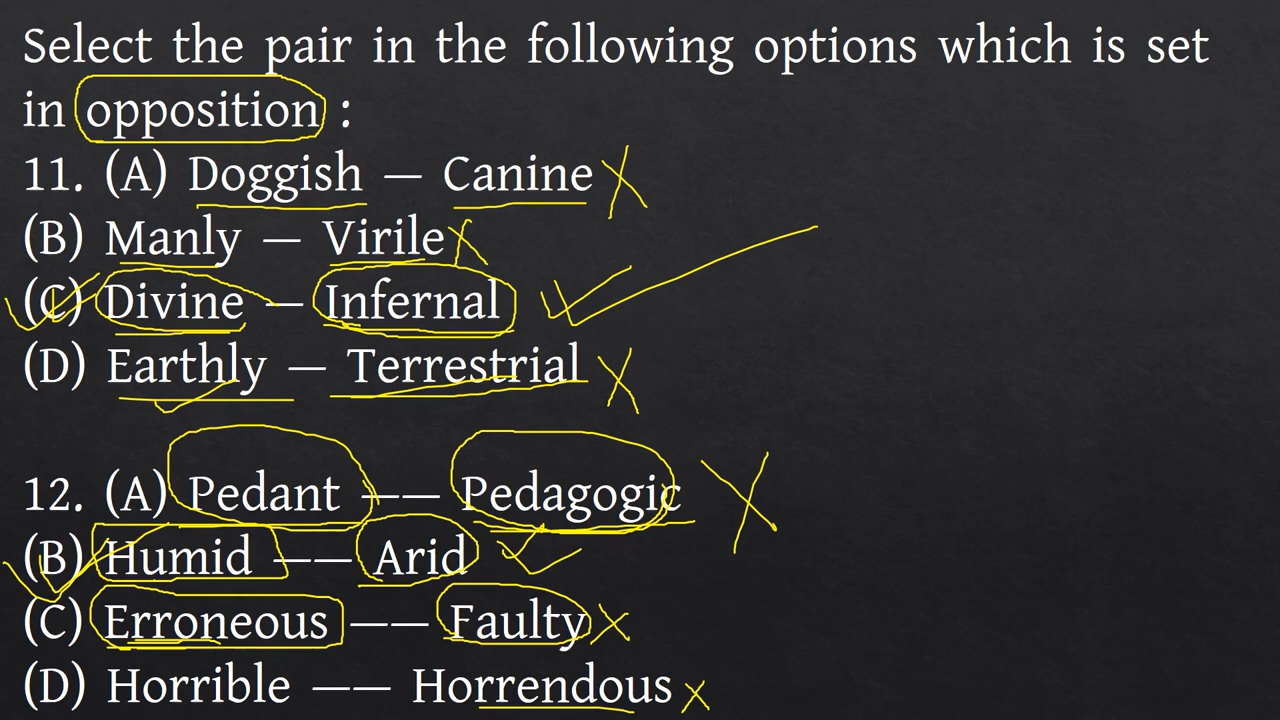 Select the pair in the following options which is set
in opposition :
11. (A) Doggish — Canine
(B) Manly — Virile
(C) Divine — Infernal
(D) Earthly — Terrestrial
12. (A) Pedant —— Pedagogic
(B) Humid —— Arid
(C) Erroneous —— Faulty
(D) Horrible —— Horrendous